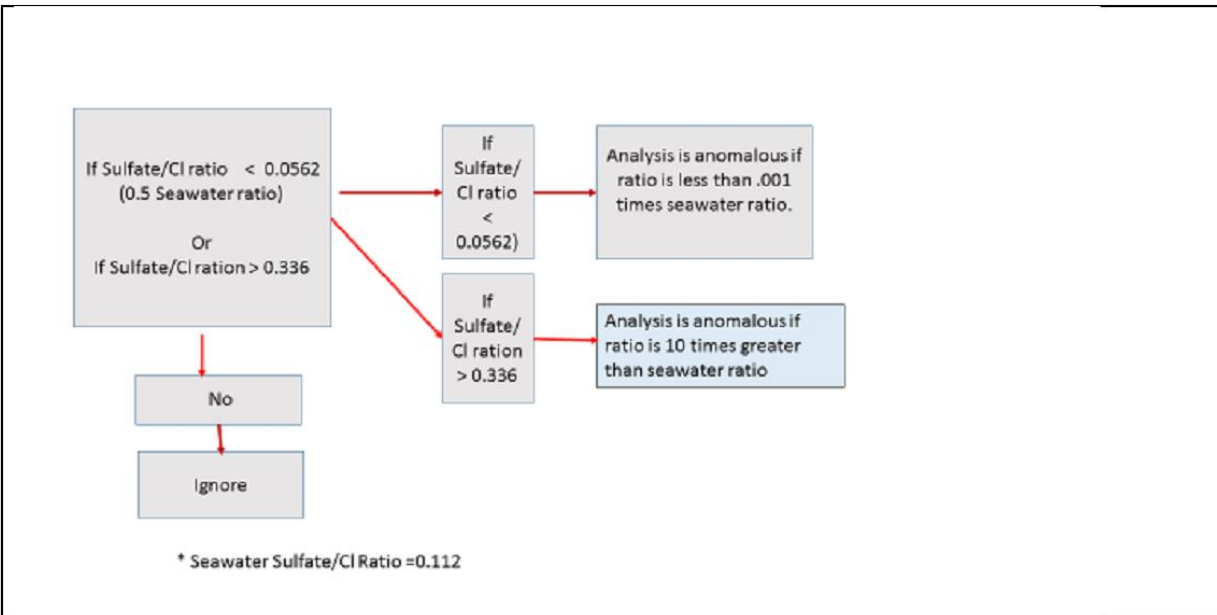 If Sulfate/Cl ratio < 0.0562
(0.5 Seawater ratio)
Or
If Sulfate/Cl ration > 0.336
If
Sulfate/
Cl ratio
<
0.0562)
Analysis is anomalous if
ratio is less than .001
times seawater ratio.
If
Sulfate/
Cl ration
> 0.336
Analysis is anomalous if
ratio is 10 times greater
than seawater ratio
No
Ignore
* Seawater Sulfate/Cl Ratio =0.112